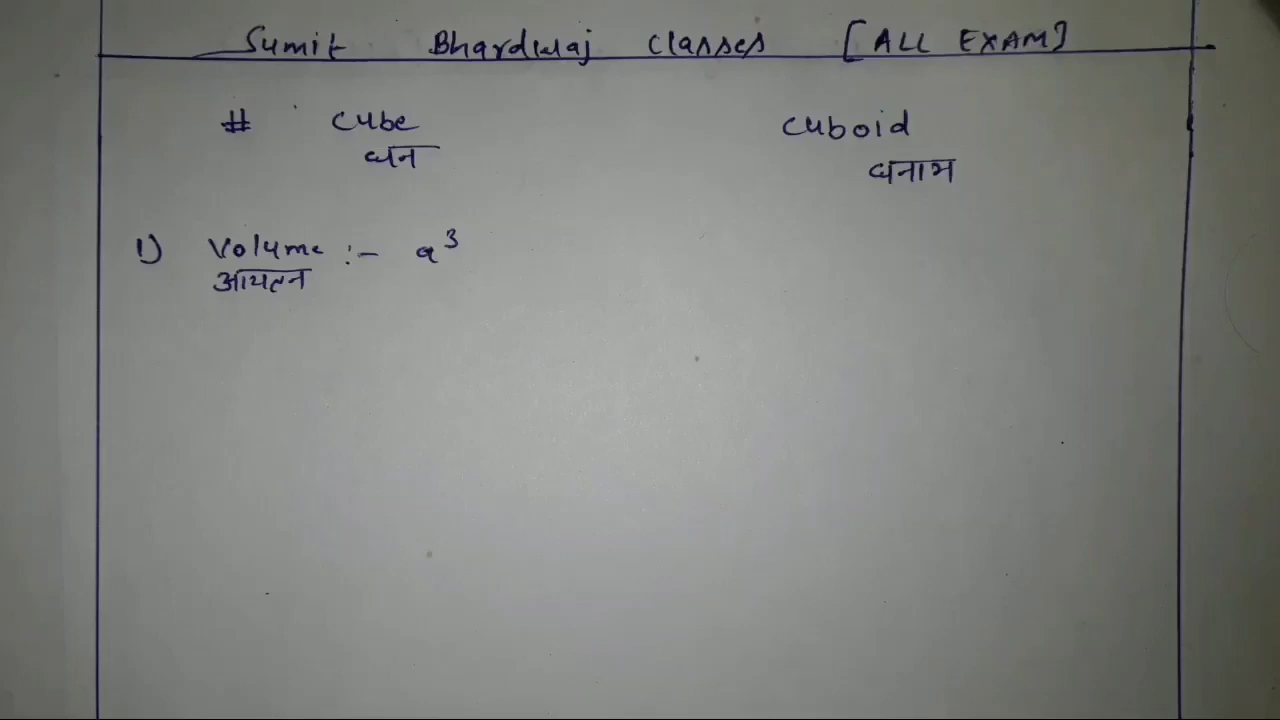 Sumit Bhardwaj Classes [ALL EXAM]
# Cube Cuboid
घन घनाभ
1) Volume :- a³
आयतन